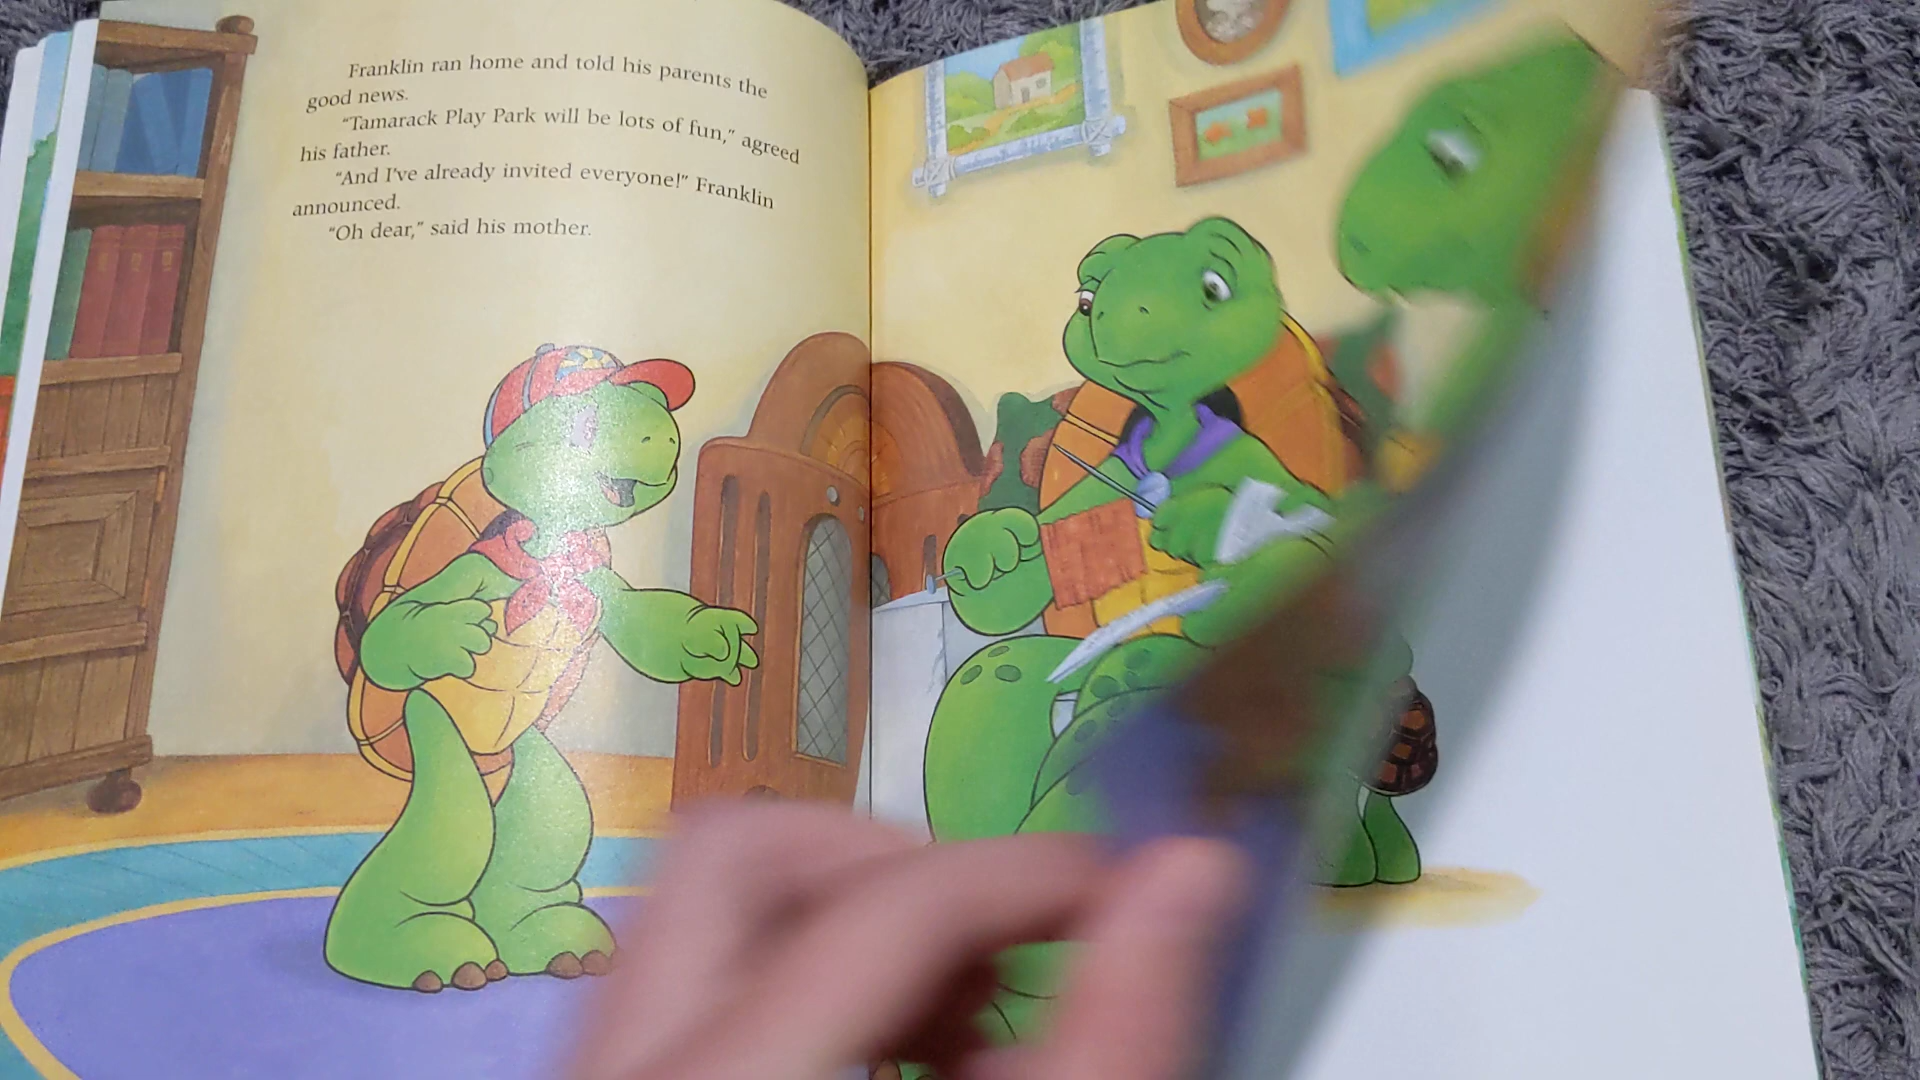 Franklin ran home and told his parents the
good news.
“Tamarack Play Park will be lots of fun,” agreed
his father.
“And I’ve already invited everyone!” Franklin
announced.
“Oh dear,” said his mother.